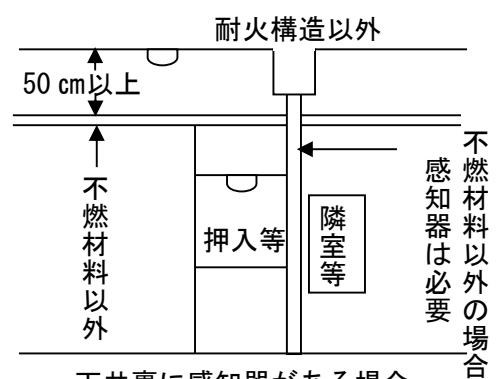 耐火構造以外
50 cm以上
不燃材料以外
押入等
隣室等
不燃材料以外の場合
感知器は必要
天井裏に感知器がある場合